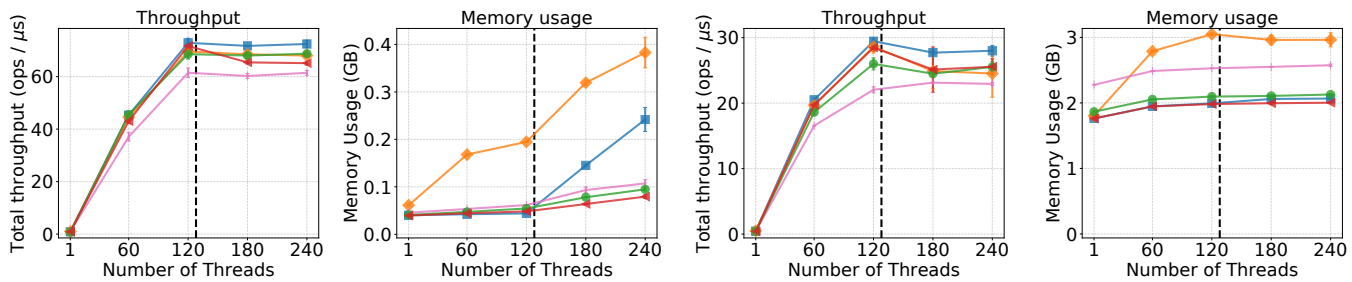 Throughput
Total throughput (ops / μs)
60
40
20
0
1 60 120 180 240
Number of Threads
Memory usage
Memory Usage (GB)
0.4
0.3
0.2
0.1
0.0
1 60 120 180 240
Number of Threads
Throughput
Total throughput (ops / μs)
30
20
10
0
1 60 120 180 240
Number of Threads
Memory usage
Memory Usage (GB)
3
2
1
0
1 60 120 180 240
Number of Threads